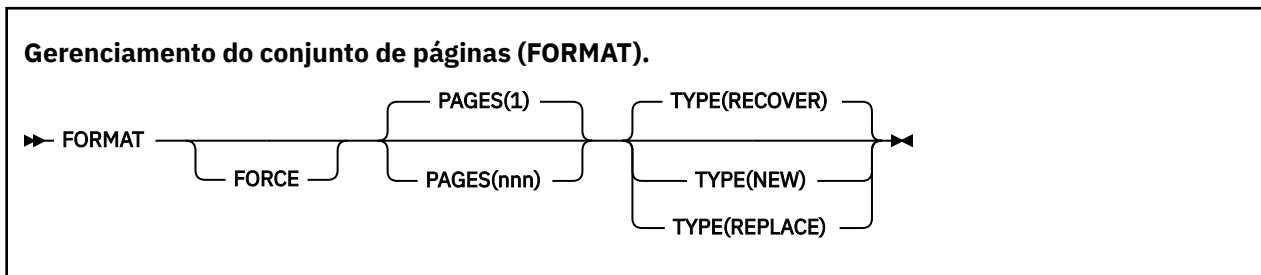 Gerenciamento do conjunto de páginas (FORMAT).
PAGES(1) TYPE(RECOVER)
FORMAT
FORCE PAGES(nnn) TYPE(NEW)
TYPE(REPLACE)